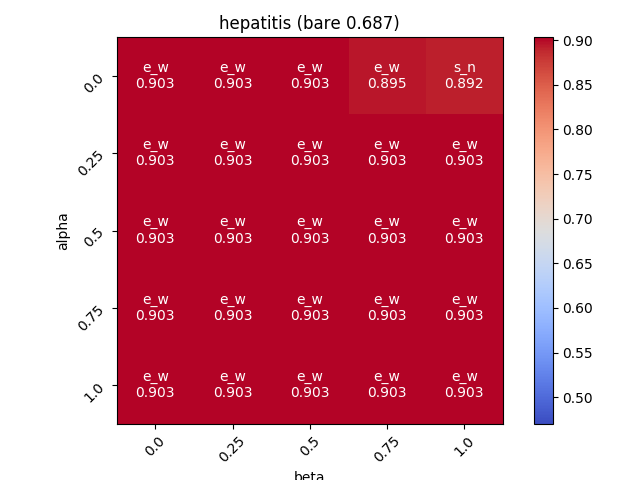 hepatitis (bare 0.687)
e_w e_w e_w e_w s_n
0.0 0.903 0.903 0.903 0.895 0.892
e_w e_w e_w e_w e_w
0.25 0.903 0.903 0.903 0.903 0.903
e_w e_w e_w e_w e_w
0.5 0.903 0.903 0.903 0.903 0.903
e_w e_w e_w e_w e_w
0.75 0.903 0.903 0.903 0.903 0.903
e_w e_w e_w e_w e_w
1.0 0.903 0.903 0.903 0.903 0.903
alpha
0.0 0.25 0.5 0.75 1.0
beta
0.90
0.85
0.80
0.75
0.70
0.65
0.60
0.55
0.50